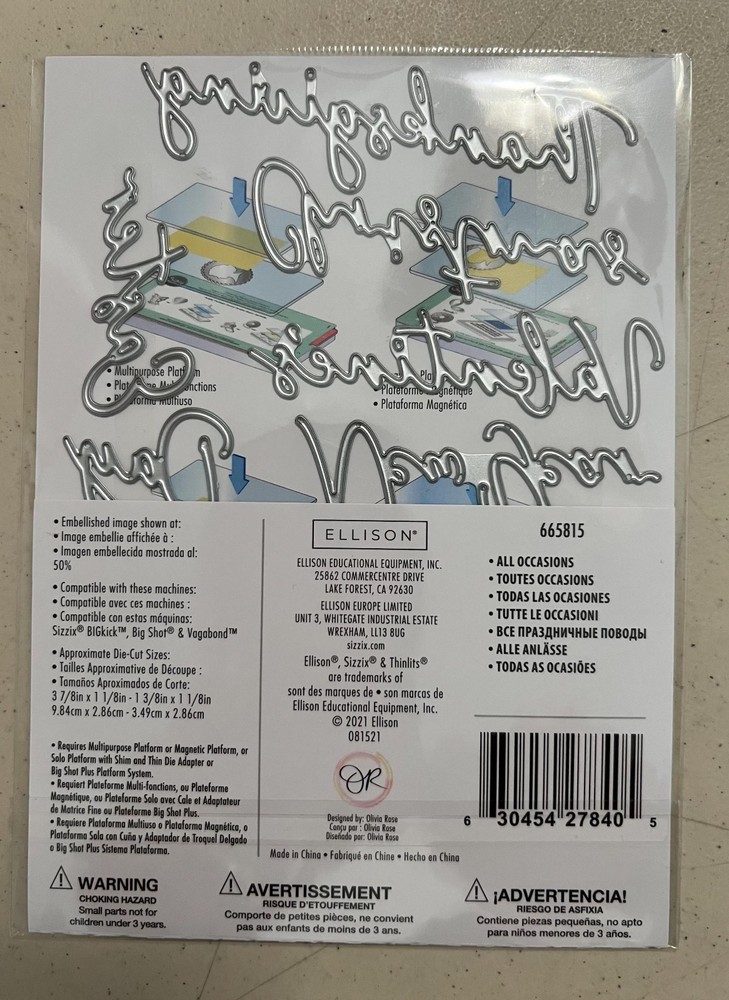 Thanksgiving
Easter
Valentine's
Day
New
• Multipurpose Platform
• Plateforme Multi-fonctions
• Plataforma Multiuso
• Plateforme Magnétique
• Plataforma Magnética
• Embellished image shown at:
• Image embellie affichée à :
• Imagen embellecida mostrada al:
50%
• Compatible with these machines:
• Compatible avec ces machines :
• Compatible con estas máquinas:
Sizzix® BIGkick™, Big Shot® & Vagabond™
• Approximate Die-Cut Sizes:
• Tailles Approximative de Découpe :
• Tamaños Aproximados de Corte:
3 7/8in x 1 1/8in - 1 3/8in x 1 1/8in
9.84cm x 2.86cm - 3.49cm x 2.86cm
• Requires Multipurpose Platform or Magnetic Platform, or
Solo Platform with Shim and Thin Die Adapter or
Big Shot Plus Platform System.
• Requiert Plateforme Multi-fonctions, ou Plateforme
Magnétique, ou Plateforme Solo avec Cale et Adaptateur
de Matrice Fine ou Plateforme Big Shot Plus.
• Requiere Plataforma Multiuso o Plataforma Magnética, o
Plataforma Sola con Cuña y Adaptador de Troquel Delgado
o Big Shot Plus Sistema Plataforma.
ELLISON®
ELLISON EDUCATIONAL EQUIPMENT, INC.
25862 COMMERCENTRE DRIVE
LAKE FOREST, CA 92630
ELLISON EUROPE LIMITED
UNIT 3, WHITEGATE INDUSTRIAL ESTATE
WREXHAM, LL13 8UG
sizzix.com
Ellison®, Sizzix® & Thinlits®
are trademarks of
sont des marques de • son marcas de
Ellison Educational Equipment, Inc.
© 2021 Ellison
081521
OR
Designed by: Olivia Rose
Conçu par : Olivia Rose
Diseñado por: Olivia Rose
Made in China • Fabriqué en Chine • Hecho en China
665815
• ALL OCCASIONS
• TOUTES OCCASIONS
• TODAS LAS OCASIONES
• TUTTE LE OCCASIONI
• ВСЕ ПРАЗДНИЧНЫЕ ПОВОДЫ
• ALLE ANLÄSSE
• TODAS AS OCASIÕES
6 30454 27840 5
WARNING
CHOKING HAZARD
Small parts not for
children under 3 years.
AVERTISSEMENT
RISQUE D'ETOUFFEMENT
Comporte de petites pièces, ne convient
pas aux enfants de moins de 3 ans.
¡ADVERTENCIA!
RIESGO DE ASFIXIA
Contiene piezas pequeñas, no apto
para niños menores de 3 años.